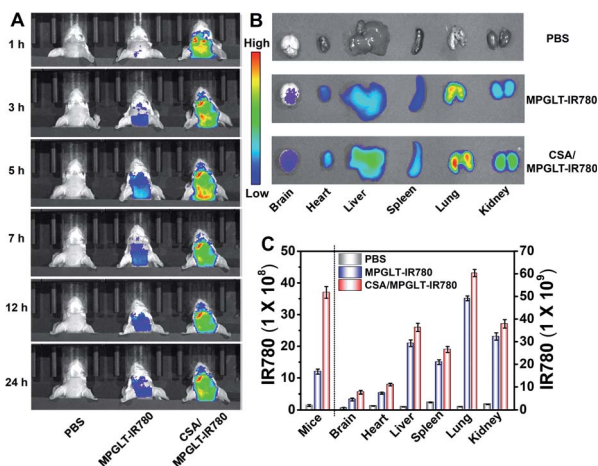 A
1 h
3 h
5 h
7 h
12 h
24 h
PBS
MPGLT-IR780
CSA/
MPGLT-IR780
High
Low
B
PBS
MPGLT-IR780
CSA/
MPGLT-IR780
Brain
Heart
Liver
Spleen
Lung
Kidney
C
IR780 (1 X 10⁸)
50
40
30
20
10
0
PBS
MPGLT-IR780
CSA/MPGLT-IR780
70
60
50
40
30
20
10
0
IR780 (1 X 10⁹)
Mice
Brain
Heart
Liver
Spleen
Lung
Kidney